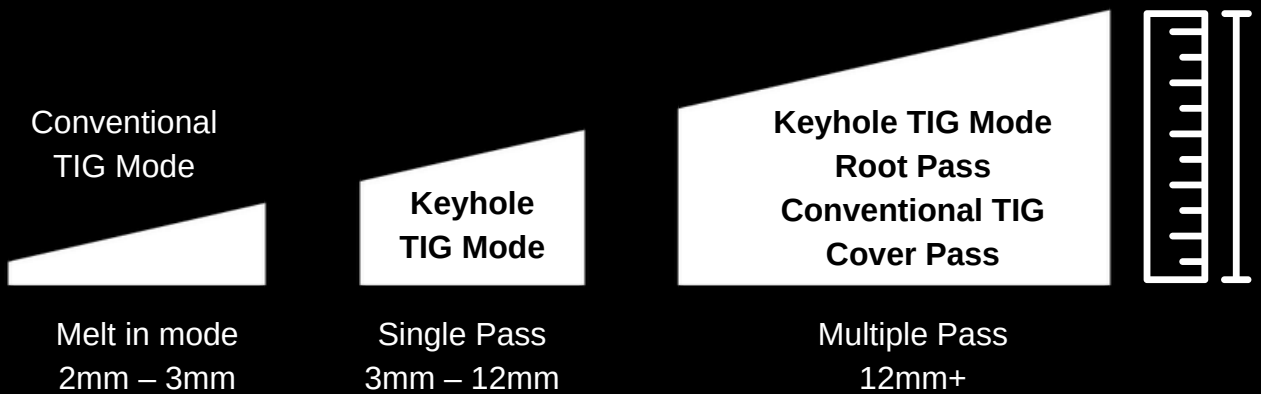 Conventional
TIG Mode
Melt in mode
2mm – 3mm
Keyhole
TIG Mode
Single Pass
3mm – 12mm
Keyhole TIG Mode
Root Pass
Conventional TIG
Cover Pass
Multiple Pass
12mm+